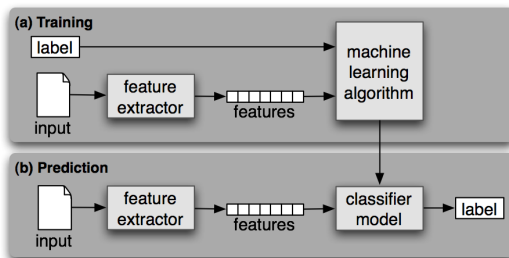 (a) Training
label
machine
learning
algorithm
feature
extractor
features
input
(b) Prediction
feature
extractor
features
input
classifier
model
label